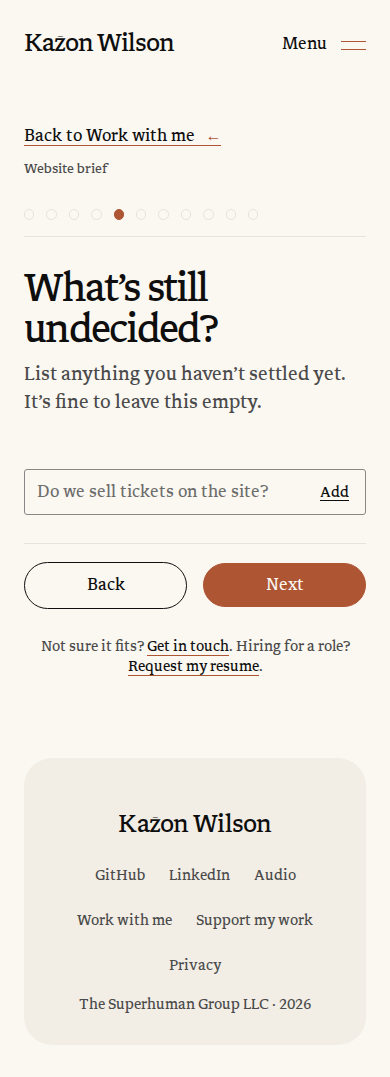 Kažon Wilson
Menu
Back to Work with me ←
Website brief
What’s still
undecided?
List anything you haven’t settled yet.
It’s fine to leave this empty.
Do we sell tickets on the site?
Add
Back
Next
Not sure it fits? Get in touch. Hiring for a role?
Request my resume.
Kažon Wilson
GitHub LinkedIn Audio
Work with me Support my work
Privacy
The Superhuman Group LLC · 2026